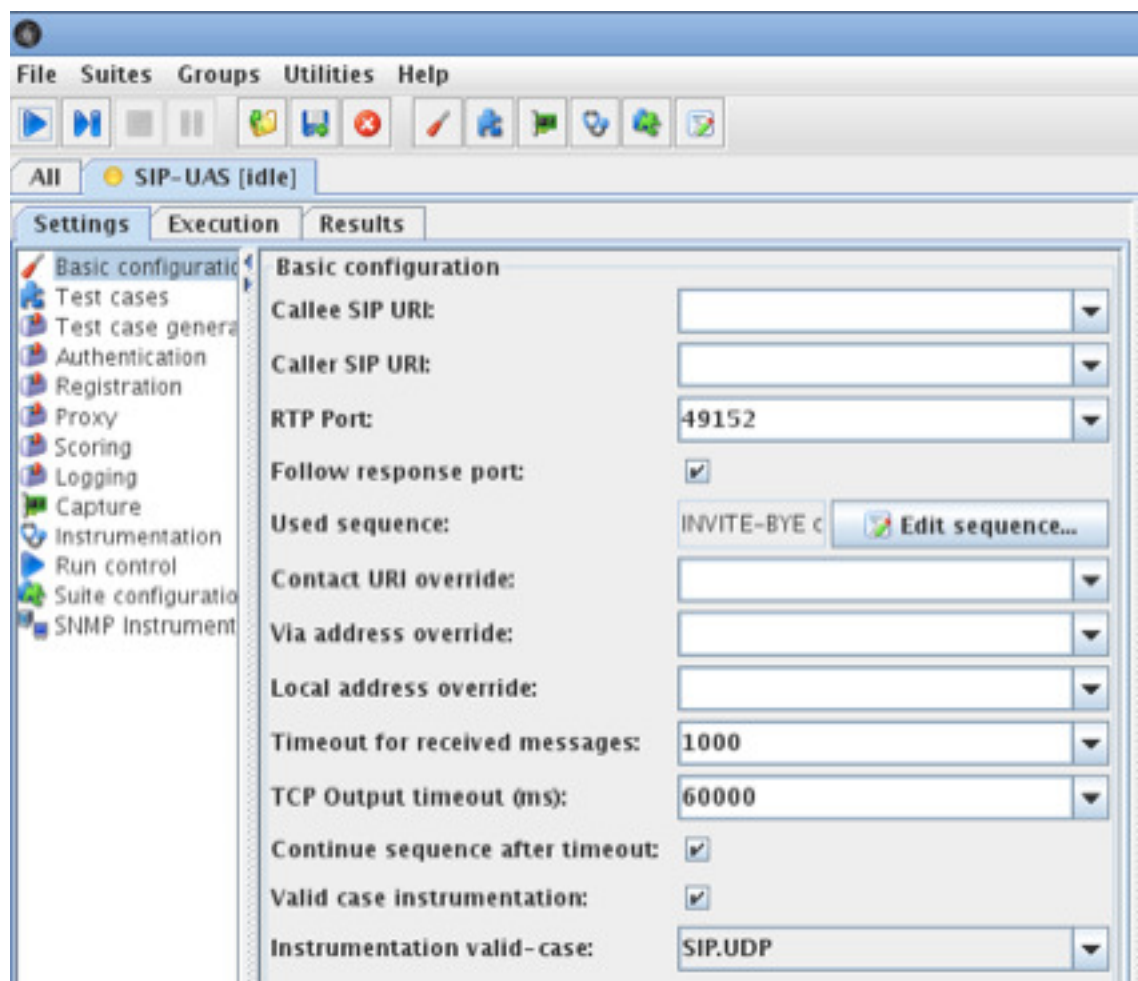 File Suites Groups Utilities Help
All SIP-UAS [idle]
Settings Execution Results
Basic configuratio
Test cases
Test case genera
Authentication
Registration
Proxy
Scoring
Logging
Capture
Instrumentation
Run control
Suite configuratio
SNMP Instrument
Basic configuration
Callee SIP URI:
Caller SIP URI:
RTP Port: 49152
Follow response port:
Used sequence: INVITE-BYE c Edit sequence...
Contact URI override:
Via address override:
Local address override:
Timeout for received messages: 1000
TCP Output timeout (ms): 60000
Continue sequence after timeout:
Valid case instrumentation:
Instrumentation valid-case: SIP.UDP